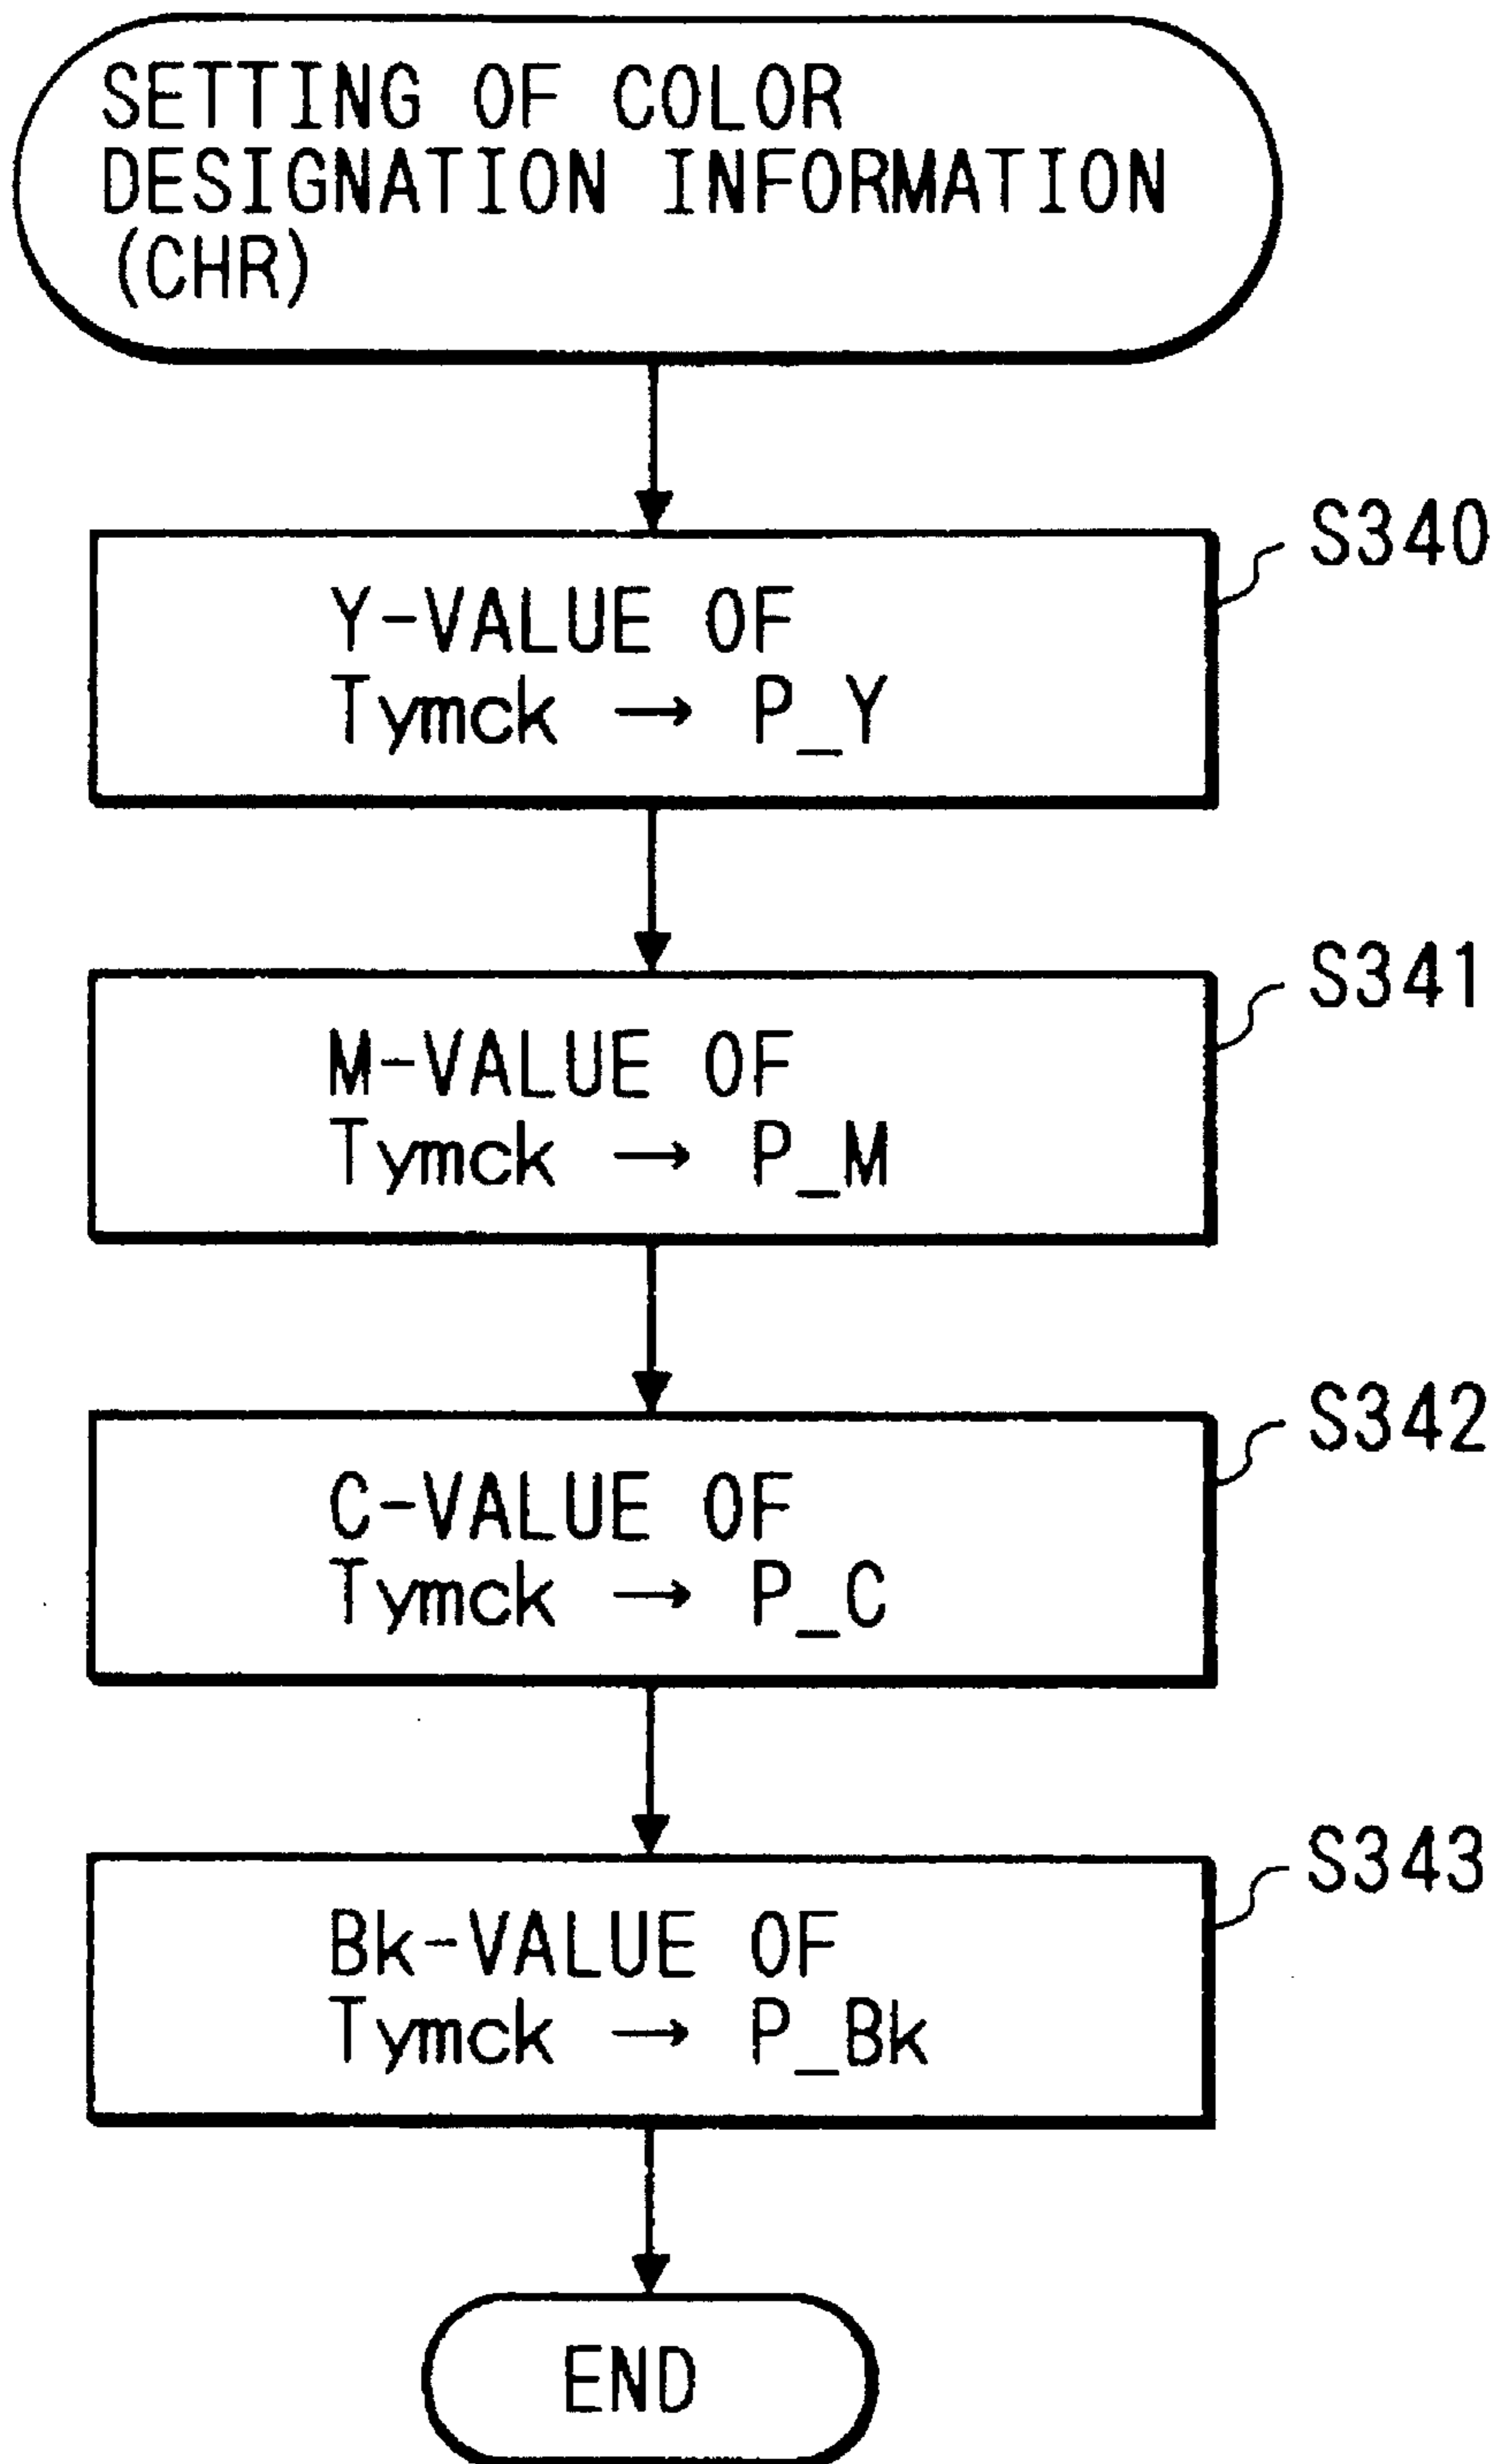 SETTING OF COLOR
DESIGNATION INFORMATION
(CHR)
S340
Y-VALUE OF
Tymck → P_Y
S341
M-VALUE OF
Tymck → P_M
S342
C-VALUE OF
Tymck → P_C
S343
Bk-VALUE OF
Tymck → P_Bk
END